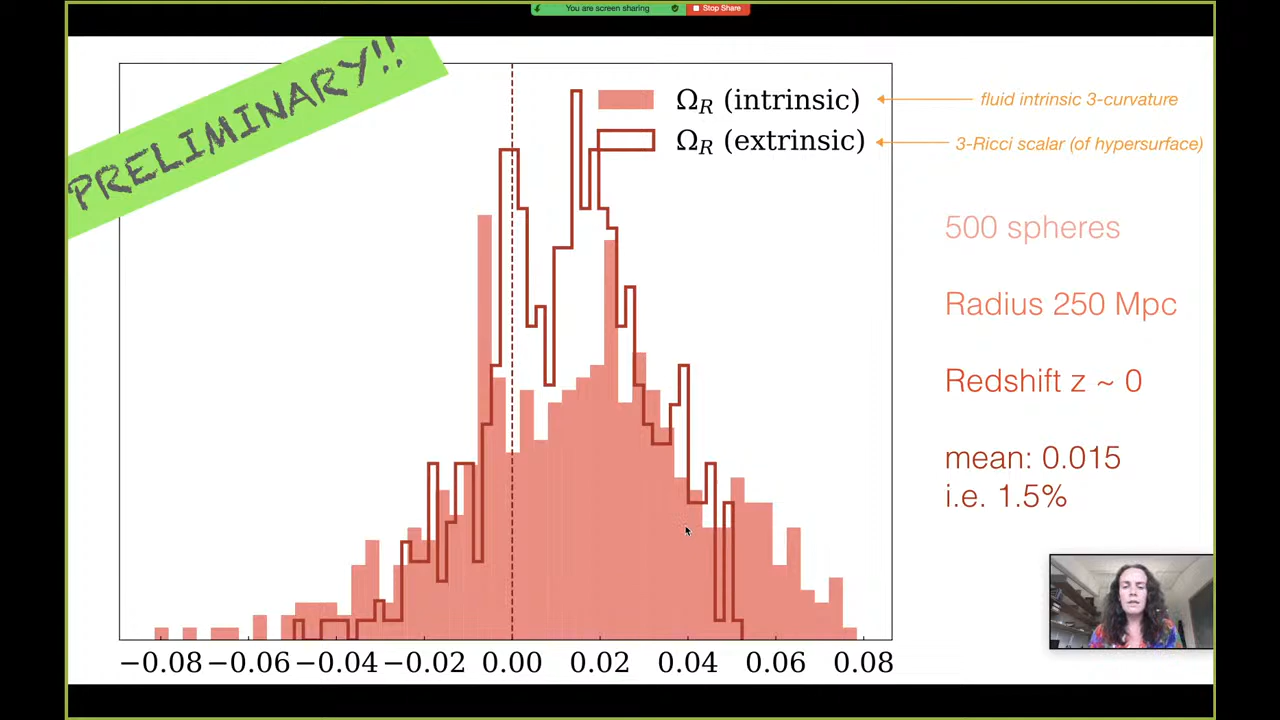 You are screen sharing
Stop Share
PRELIMINARY!!
Ω_R (intrinsic)
fluid intrinsic 3-curvature
Ω_R (extrinsic)
3-Ricci scalar (of hypersurface)
500 spheres
Radius 250 Mpc
Redshift z ~ 0
mean: 0.015
i.e. 1.5%
−0.08 −0.06 −0.04 −0.02 0.00 0.02 0.04 0.06 0.08